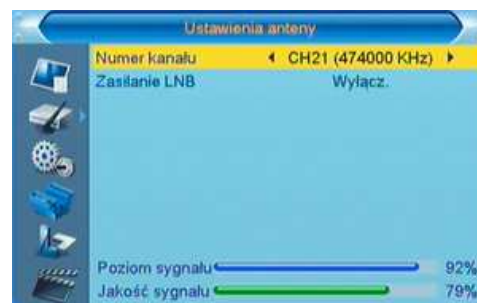 Ustawienia anteny
Numer kanału CH21 (474000 KHz)
Zasilanie LNB Wyłącz.
Poziom sygnału 92%
Jakość sygnału 79%